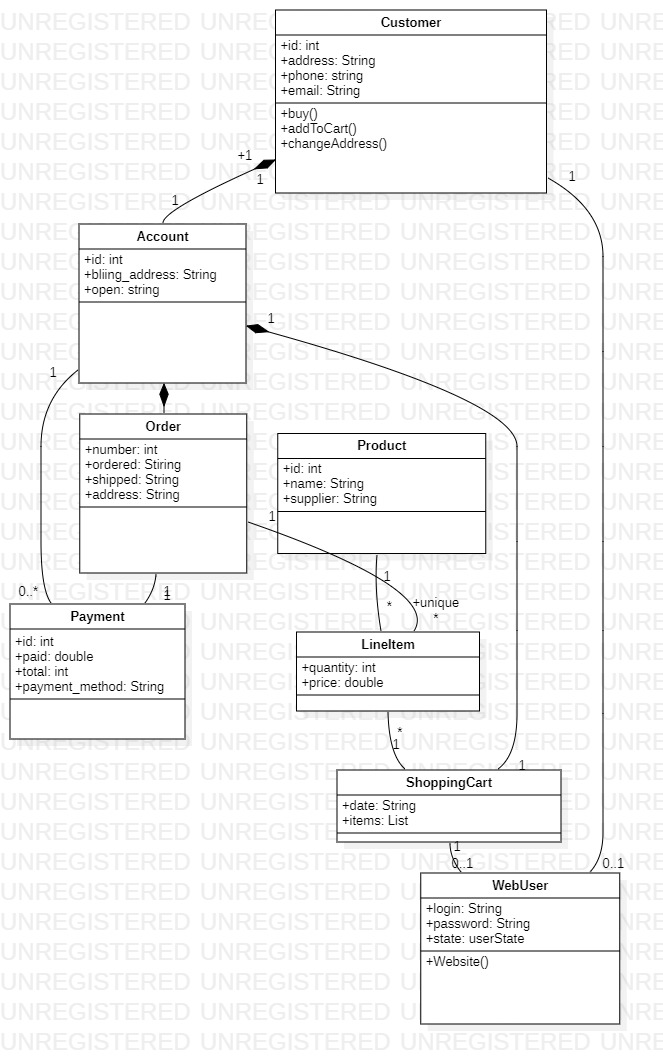 Customer
+id: int
+address: String
+phone: string
+email: String
+buy()
+addToCart()
+changeAddress()
+1
1
1
1
Account
+id: int
+bliing_address: String
+open: string
1
1
Order
+number: int
+ordered: Stiring
+shipped: String
+address: String
Product
+id: int
+name: String
+supplier: String
1
1
0..*
1
1
*
+unique
*
Payment
+id: int
+paid: double
+total: int
+payment_method: String
LineItem
+quantity: int
+price: double
*
1
1
ShoppingCart
+date: String
+items: List
1
0..1
0..1
WebUser
+login: String
+password: String
+state: userState
+Website()
UNREGISTERED